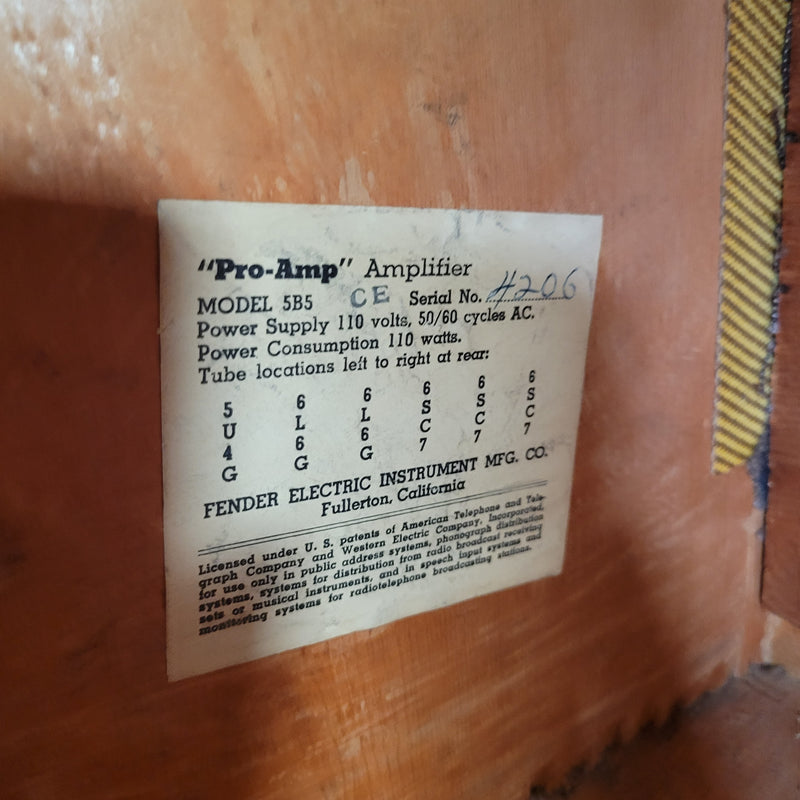 "Pro-Amp" Amplifier
MODEL 5B5 CE Serial No. 4206
Power Supply 110 volts, 50/60 cycles AC.
Power Consumption 110 watts.
Tube locations left to right at rear:
5 6 6 6 6 6
U L L S S S
4 6 6 C C C
G G G 7 7 7
FENDER ELECTRIC INSTRUMENT MFG. CO.
Fullerton, California
Licensed under U. S. patents of American Telephone and Tele-
graph Company and Western Electric Company, Incorporated,
for use only in public address systems, phonograph distribution
systems, systems for distribution from radio broadcast receiving
sets or musical instruments, and in speech input systems and
monitoring systems for radiotelephone broadcasting stations.